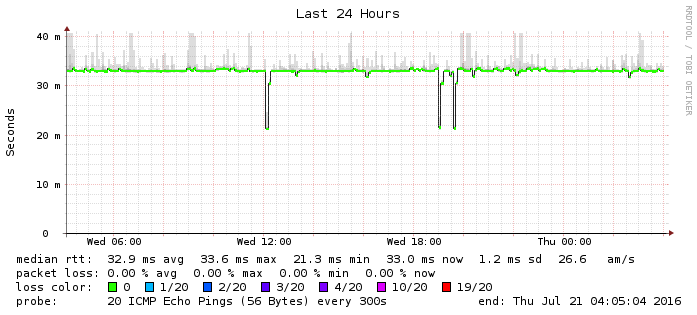 Last 24 Hours
RRDTOOL / TOBI OETIKER
Seconds
40 m
30 m
20 m
10 m
0
Wed 06:00 Wed 12:00 Wed 18:00 Thu 00:00
median rtt: 32.9 ms avg 33.6 ms max 21.3 ms min 33.0 ms now 1.2 ms sd 26.6 am/s
packet loss: 0.00 % avg 0.00 % max 0.00 % min 0.00 % now
loss color: 0 1/20 2/20 3/20 4/20 10/20 19/20
probe: 20 ICMP Echo Pings (56 Bytes) every 300s end: Thu Jul 21 04:05:04 2016